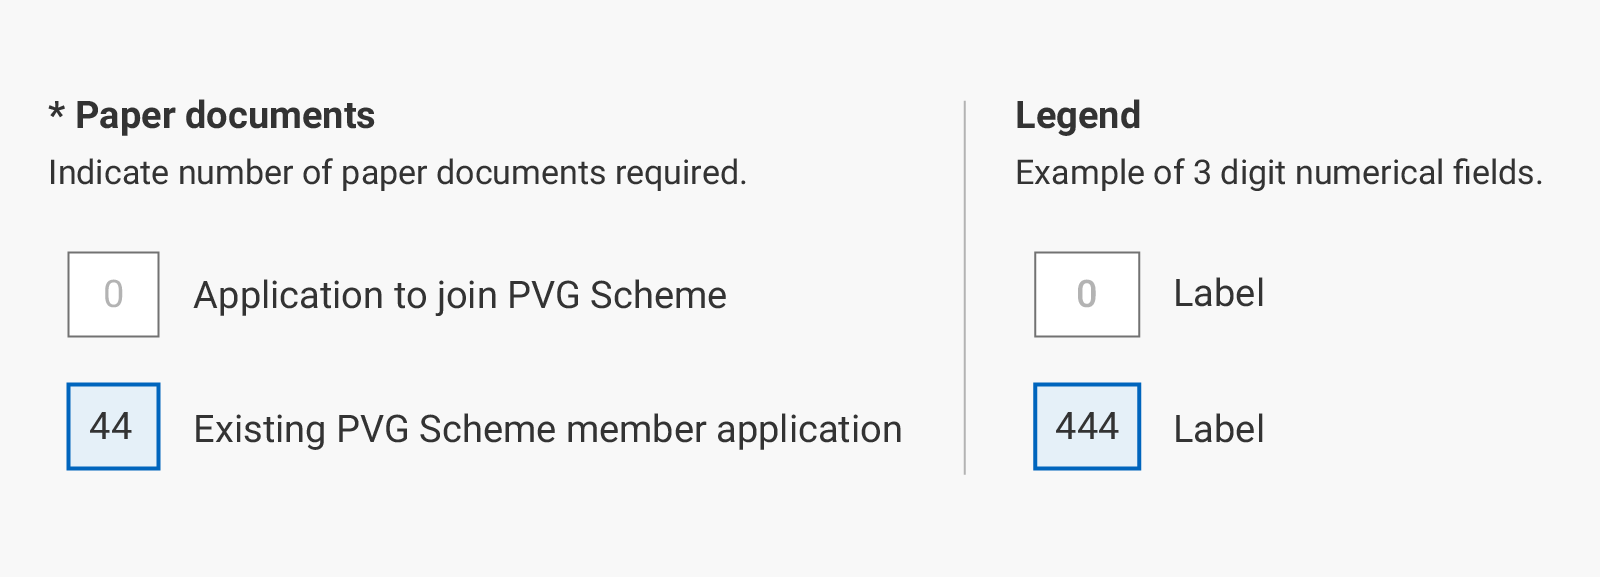 * Paper documents
Indicate number of paper documents required.
0 Application to join PVG Scheme
44 Existing PVG Scheme member application
Legend
Example of 3 digit numerical fields.
0 Label
444 Label